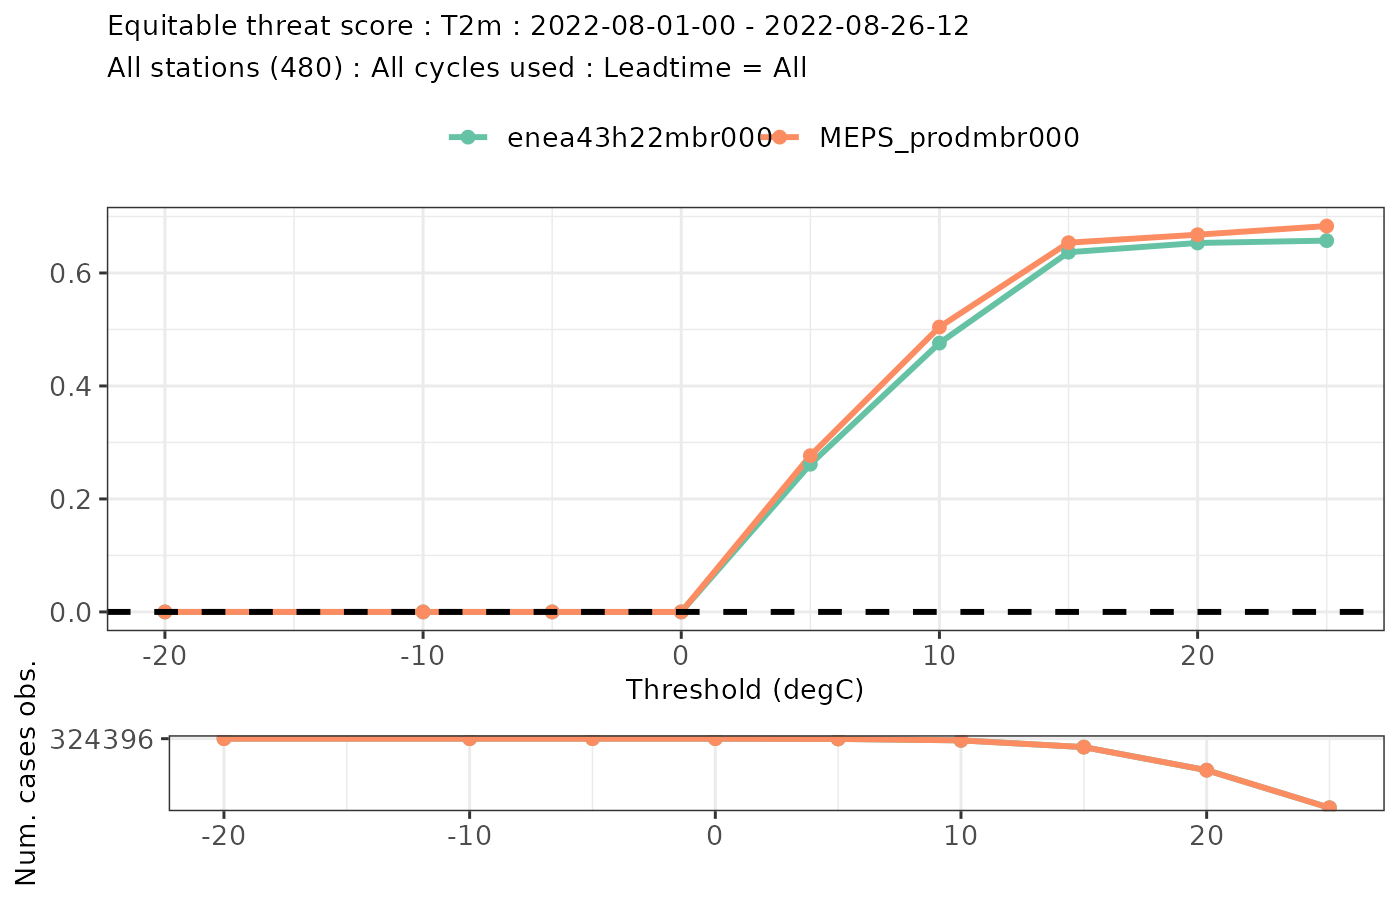 Equitable threat score : T2m : 2022-08-01-00 - 2022-08-26-12
All stations (480) : All cycles used : Leadtime = All
enea43h22mbr000 MEPS_prodmbr000
0.6
0.4
0.2
0.0
-20 -10 0 10 20
Threshold (degC)
Num. cases obs.
324396
-20 -10 0 10 20